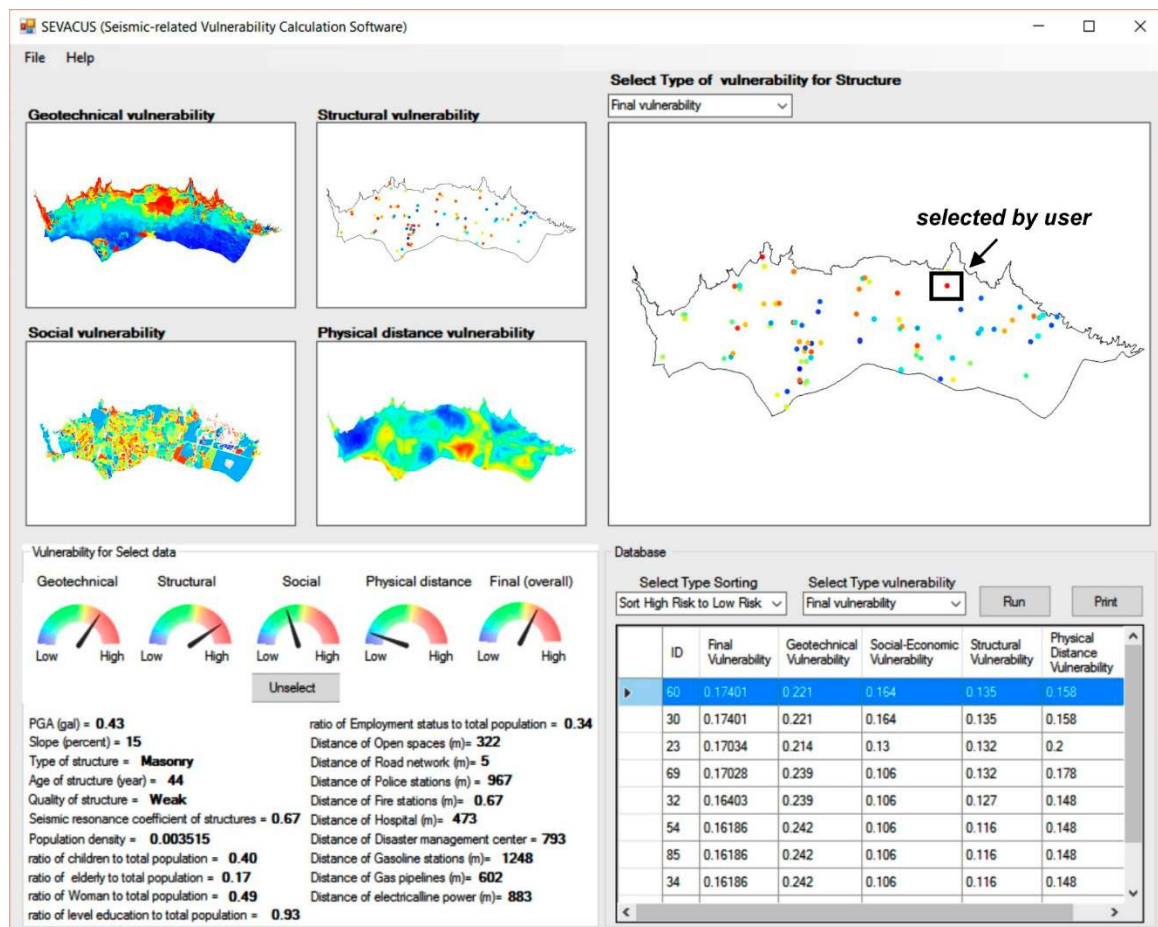 SEVACUS (Seismic-related Vulnerability Calculation Software)
File Help
Select Type of vulnerability for Structure
Final vulnerability
Geotechnical vulnerability
Structural vulnerability
selected by user
Social vulnerability
Physical distance vulnerability
Vulnerability for Select data
Geotechnical Structural Social Physical distance Final (overall)
Low High Low High Low High Low High Low High
Unselect
PGA (gal) = 0.43
Slope (percent) = 15
Type of structure = Masonry
Age of structure (year) = 44
Quality of structure = Weak
Seismic resonance coefficient of structures = 0.67
Population density = 0.003515
ratio of children to total population = 0.40
ratio of elderly to total population = 0.17
ratio of Woman to total population = 0.49
ratio of level education to total population = 0.93
ratio of Employment status to total population = 0.34
Distance of Open spaces (m)= 322
Distance of Road network (m)= 5
Distance of Police stations (m) = 967
Distance of Fire stations (m)= 0.67
Distance of Hospital (m)= 473
Distance of Disaster management center = 793
Distance of Gasoline stations (m)= 1248
Distance of Gas pipelines (m)= 602
Distance of electricalline power (m)= 883
Database
Select Type Sorting Select Type vulnerability
Sort High Risk to Low Risk Final vulnerability Run Print
ID Final Vulnerability Geotechnical Vulnerability Social-Economic Vulnerability Structural Vulnerability Physical Distance Vulnerability
60 0.17401 0.221 0.164 0.135 0.158
30 0.17401 0.221 0.164 0.135 0.158
23 0.17034 0.214 0.13 0.132 0.2
69 0.17028 0.239 0.106 0.132 0.178
32 0.16403 0.239 0.106 0.127 0.148
54 0.16186 0.242 0.106 0.116 0.148
85 0.16186 0.242 0.106 0.116 0.148
34 0.16186 0.242 0.106 0.116 0.148